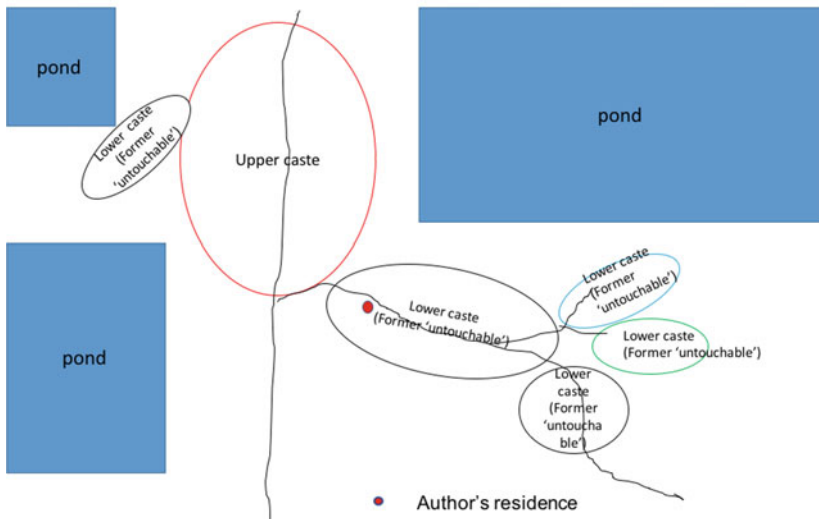 pond
pond
Lower caste
(Former
‘untouchable’)
Upper caste
Lower caste
(Former ‘untouchable’)
Lower caste
(Former
‘untouchable’)
Lower caste
(Former ‘untouchable’)
pond
Lower
caste
(Former
‘untoucha
ble’)
Author’s residence